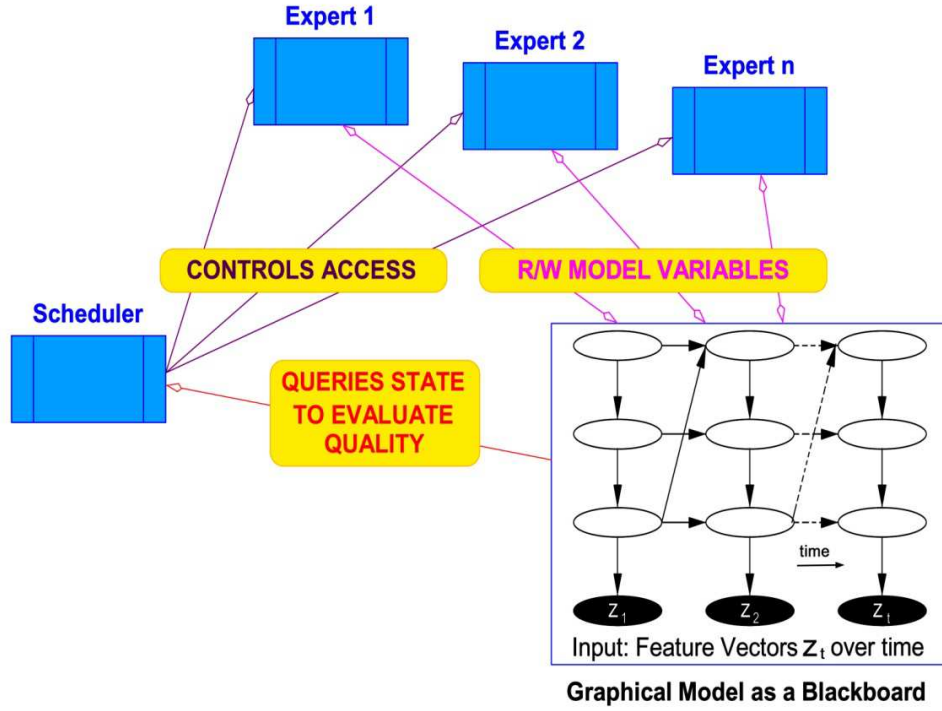 Expert 1
Expert 2
Expert n
CONTROLS ACCESS
R/W MODEL VARIABLES
Scheduler
QUERIES STATE
TO EVALUATE
QUALITY
time
Z1
Z2
Zt
Input: Feature Vectors Zt over time
Graphical Model as a Blackboard